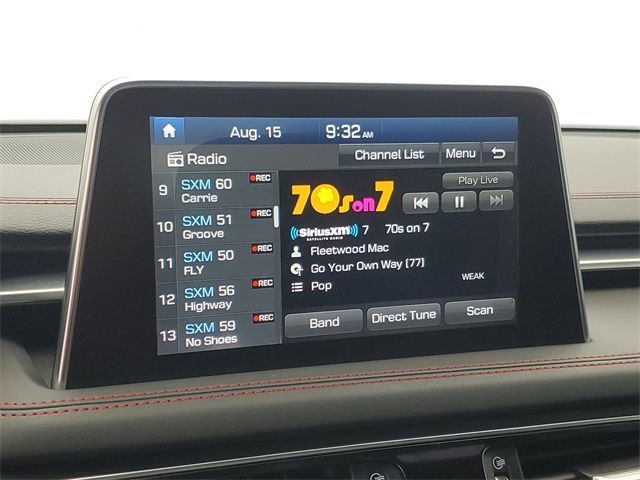 Aug. 15 9:32 AM
Radio Channel List Menu
9 SXM 60 REC
Carrie
10 SXM 51 REC
Groove
11 SXM 50 REC
FLY
12 SXM 56 REC
Highway
13 SXM 59 REC
No Shoes
70s on 7
Play Live
((SiriusXM)) 7 70s on 7
SATELLITE RADIO
Fleetwood Mac
Go Your Own Way [77]
Pop
WEAK
Band Direct Tune Scan